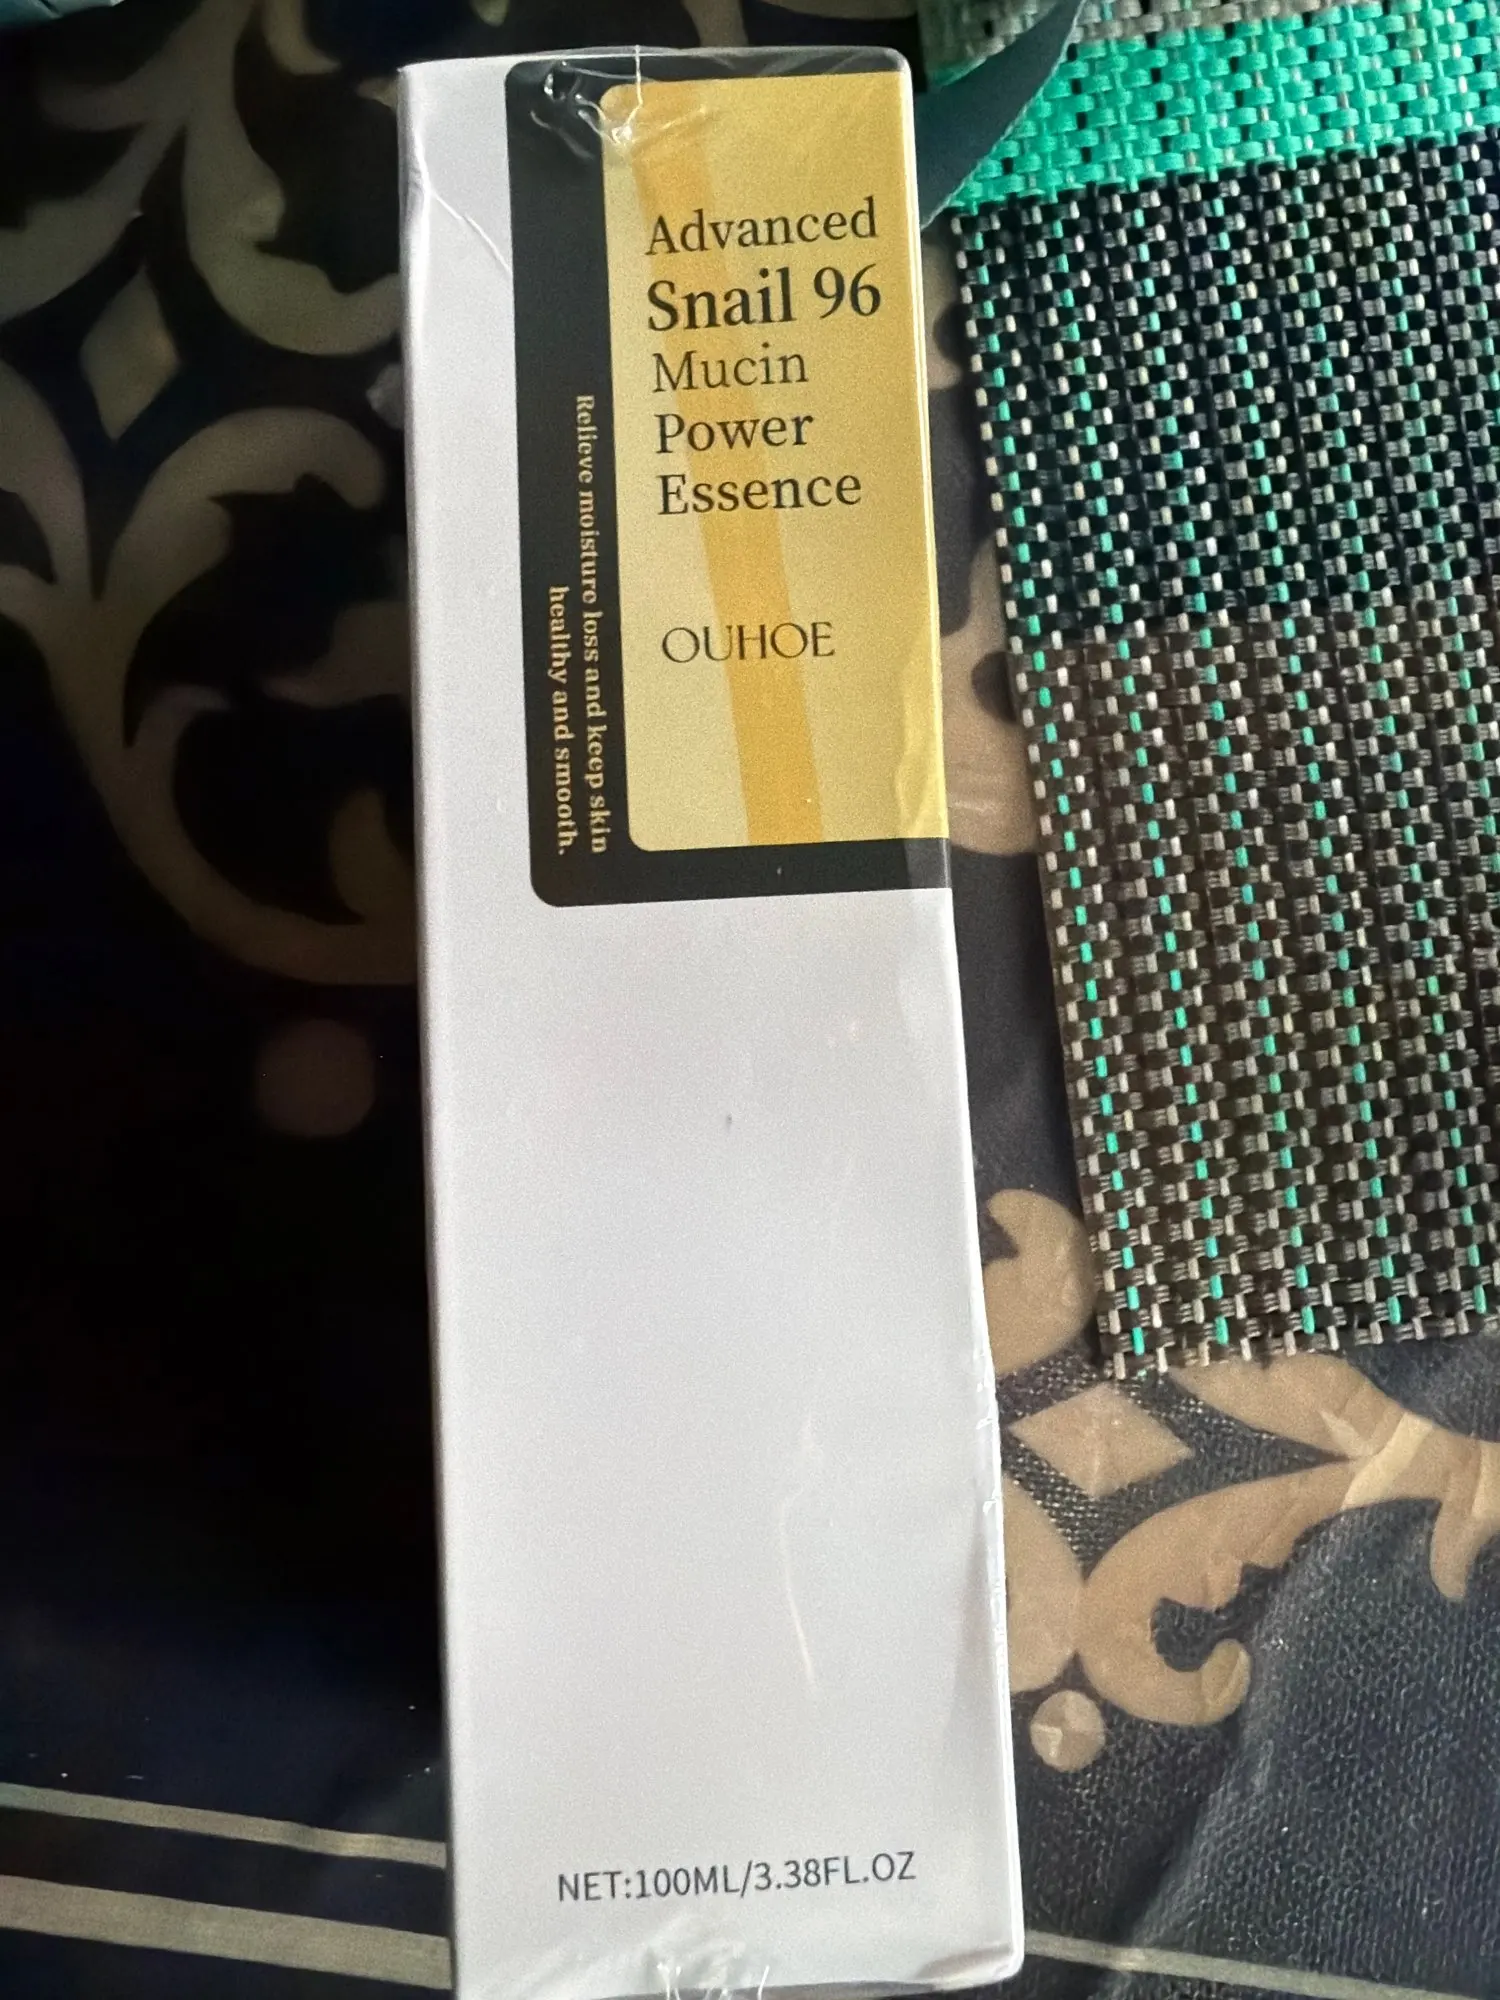 Advanced
Snail 96
Mucin
Power
Essence
OUHOE
Relieve moisture loss and keep skin
healthy and smooth.
NET:100ML/3.38FL.OZ